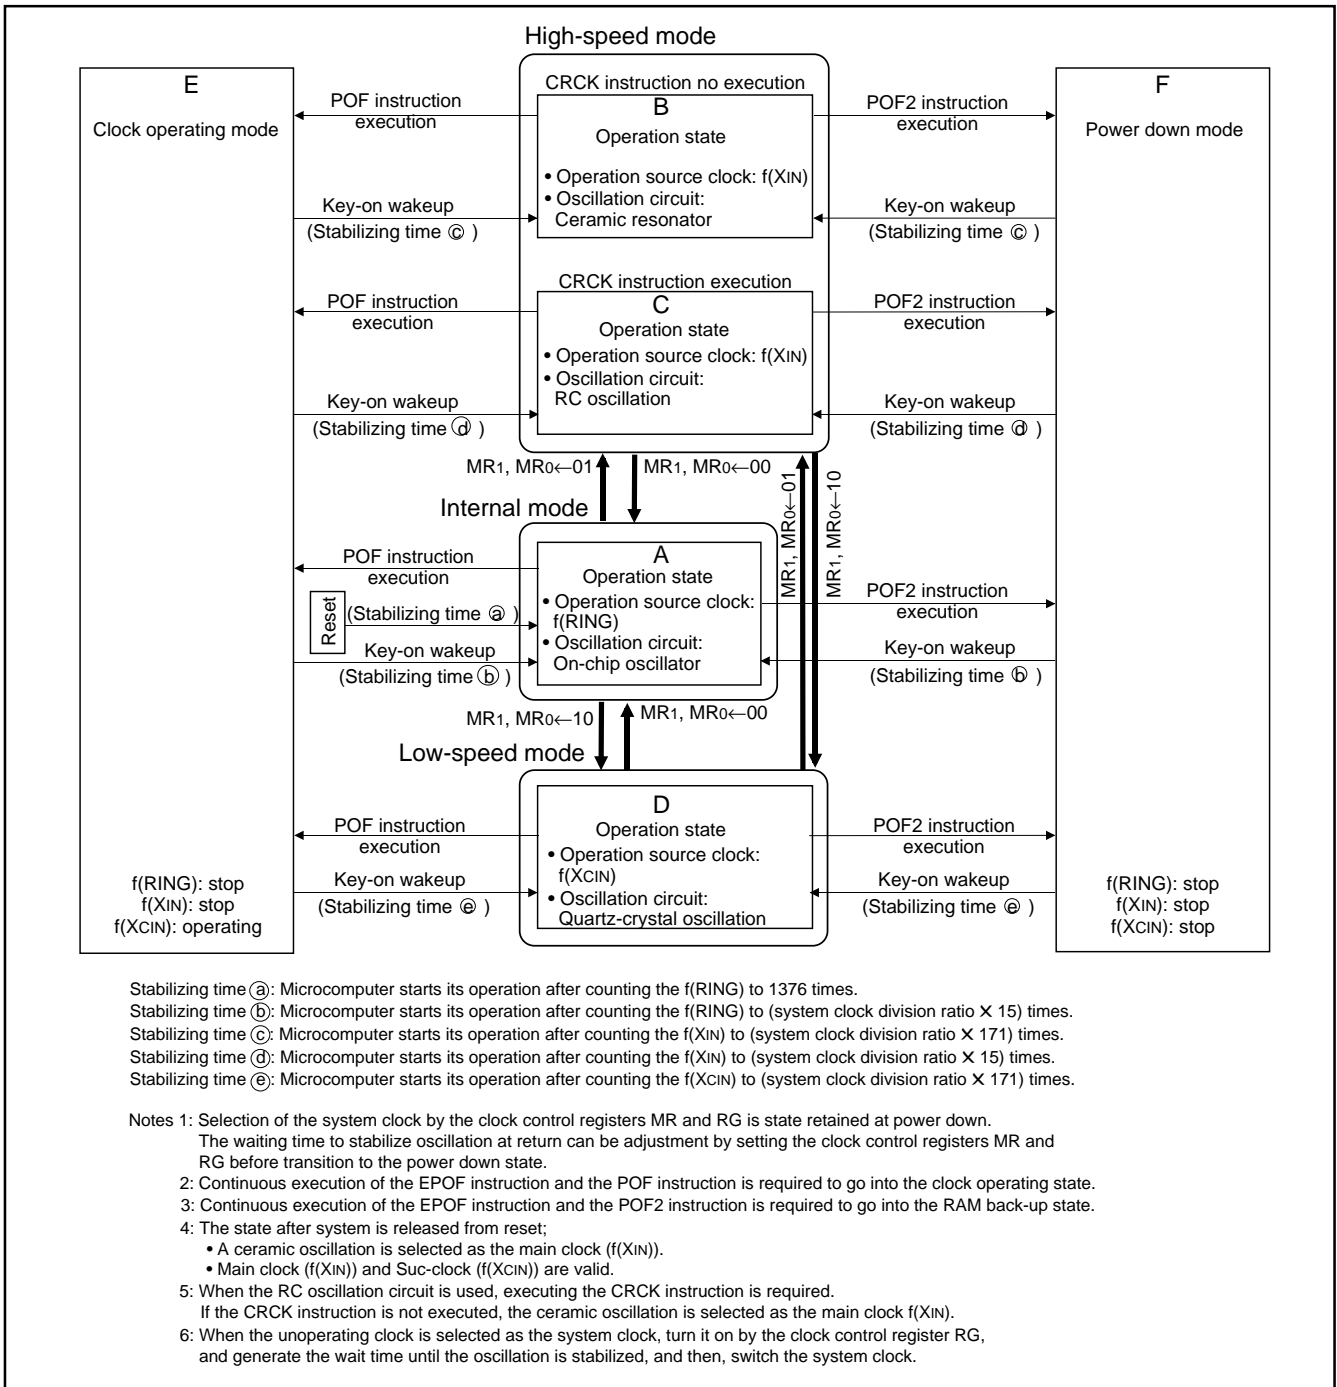 High-speed mode
E
Clock operating mode
f(RING): stop
f(XIN): stop
f(XCIN): operating
F
Power down mode
f(RING): stop
f(XIN): stop
f(XCIN): stop
POF instruction
execution
CRCK instruction no execution
B
Operation state
• Operation source clock: f(XIN)
• Oscillation circuit:
Ceramic resonator
POF2 instruction
execution
Key-on wakeup
(Stabilizing time ⓒ )
Key-on wakeup
(Stabilizing time ⓒ )
POF instruction
execution
CRCK instruction execution
C
Operation state
• Operation source clock: f(XIN)
• Oscillation circuit:
RC oscillation
POF2 instruction
execution
Key-on wakeup
(Stabilizing time ⓓ )
Key-on wakeup
(Stabilizing time ⓓ )
MR1, MR0←01
MR1, MR0←00
MR1, MR0←01
MR1, MR0←10
Internal mode
POF instruction
execution
Reset
(Stabilizing time ⓐ )
Key-on wakeup
(Stabilizing time ⓑ )
A
Operation state
• Operation source clock:
f(RING)
• Oscillation circuit:
On-chip oscillator
POF2 instruction
execution
Key-on wakeup
(Stabilizing time ⓑ )
MR1, MR0←10
MR1, MR0←00
Low-speed mode
POF instruction
execution
D
Operation state
• Operation source clock:
f(XCIN)
• Oscillation circuit:
Quartz-crystal oscillation
POF2 instruction
execution
Key-on wakeup
(Stabilizing time ⓔ )
Key-on wakeup
(Stabilizing time ⓔ )
Stabilizing time ⓐ: Microcomputer starts its operation after counting the f(RING) to 1376 times.
Stabilizing time ⓑ: Microcomputer starts its operation after counting the f(RING) to (system clock division ratio ✕ 15) times.
Stabilizing time ⓒ: Microcomputer starts its operation after counting the f(XIN) to (system clock division ratio ✕ 171) times.
Stabilizing time ⓓ: Microcomputer starts its operation after counting the f(XIN) to (system clock division ratio ✕ 15) times.
Stabilizing time ⓔ: Microcomputer starts its operation after counting the f(XCIN) to (system clock division ratio ✕ 171) times.
Notes 1: Selection of the system clock by the clock control registers MR and RG is state retained at power down.
The waiting time to stabilize oscillation at return can be adjustment by setting the clock control registers MR and
RG before transition to the power down state.
2: Continuous execution of the EPOF instruction and the POF instruction is required to go into the clock operating state.
3: Continuous execution of the EPOF instruction and the POF2 instruction is required to go into the RAM back-up state.
4: The state after system is released from reset;
• A ceramic oscillation is selected as the main clock (f(XIN)).
• Main clock (f(XIN)) and Suc-clock (f(XCIN)) are valid.
5: When the RC oscillation circuit is used, executing the CRCK instruction is required.
If the CRCK instruction is not executed, the ceramic oscillation is selected as the main clock f(XIN).
6: When the unoperating clock is selected as the system clock, turn it on by the clock control register RG,
and generate the wait time until the oscillation is stabilized, and then, switch the system clock.